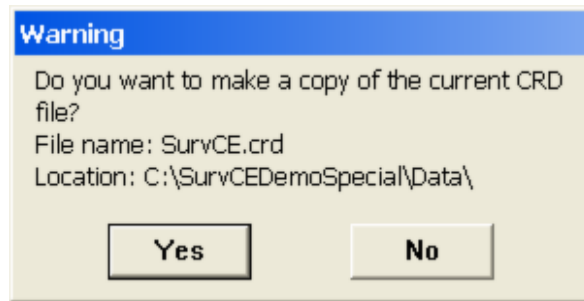 Warning
Do you want to make a copy of the current CRD
file?
File name: SurvCE.crd
Location: C:\SurvCEDemoSpecial\Data\
Yes No